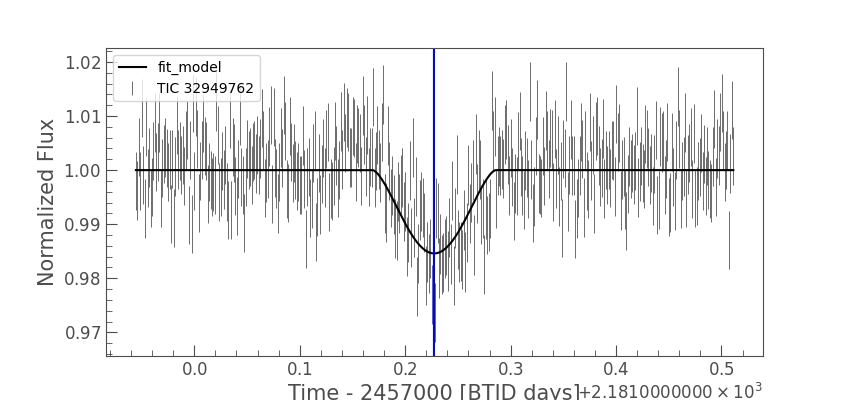 fit_model
TIC 32949762
1.02
1.01
1.00
0.99
0.98
0.97
Normalized Flux
0.0 0.1 0.2 0.3 0.4 0.5
Time - 2457000 [BTJD days]
+2.1810000000 × 10³